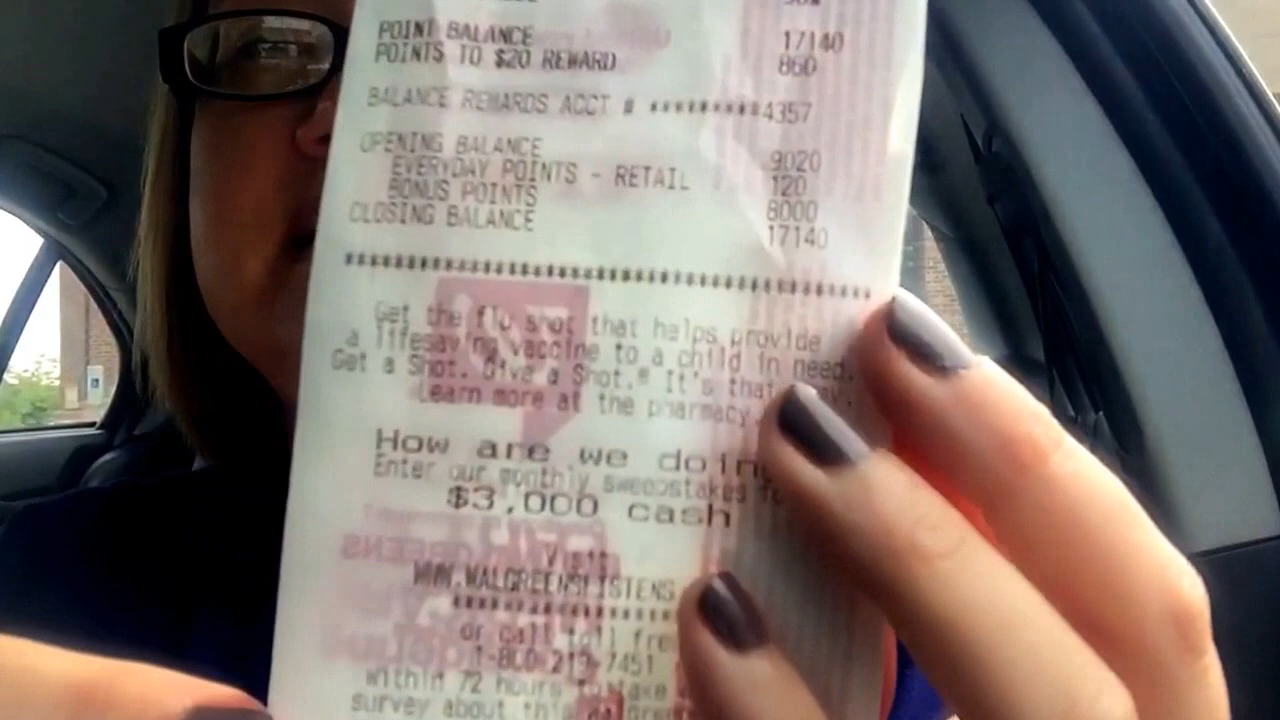 POINT BALANCE 17140
POINTS TO $20 REWARD 860
BALANCE REWARDS ACCT # *********4357
OPENING BALANCE 9020
EVERYDAY POINTS - RETAIL 120
BONUS POINTS 8000
CLOSING BALANCE 17140
Get the flu shot that helps provide
a lifesaving vaccine to a child in need.
Get a Shot. Give a Shot.® It's that
Learn more at the pharmacy.
How are we doing
Enter our monthly sweepstakes
$3,000 cash
Visit
WWW.WALGREENSLISTENS
or call toll free
1-800-219-7451
within 72 hours to take
survey about this